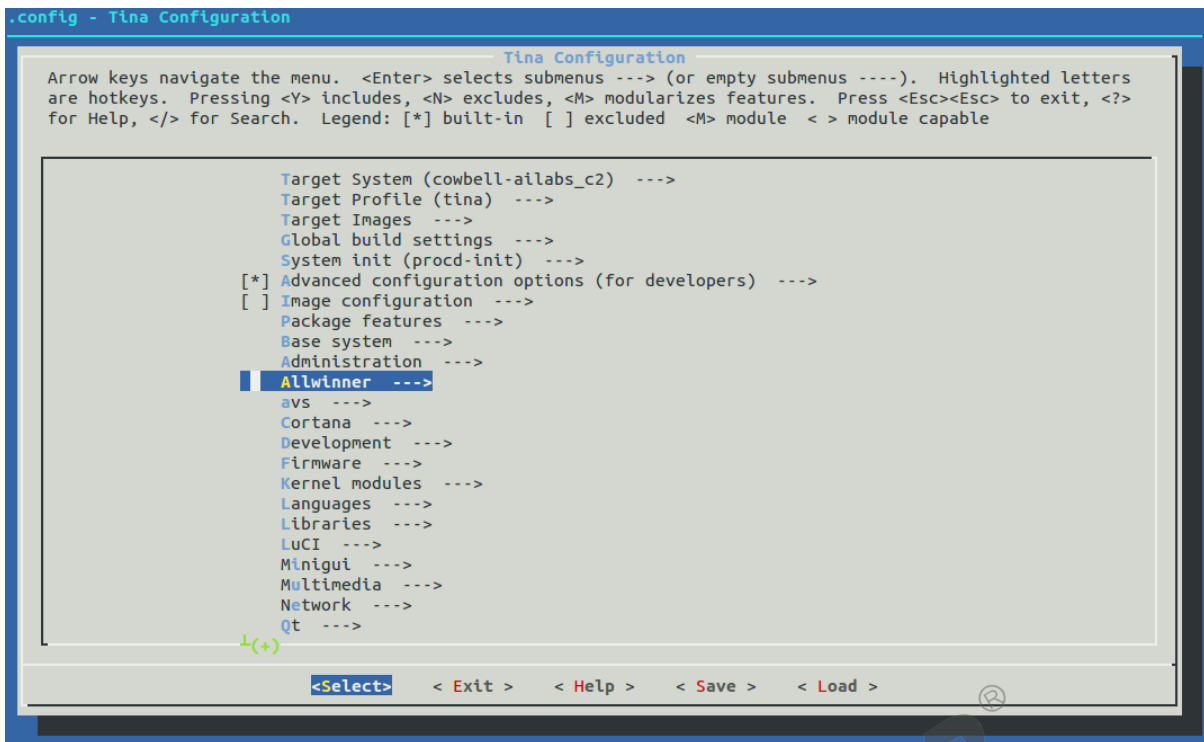 .config - Tina Configuration
Tina Configuration
Arrow keys navigate the menu.  <Enter> selects submenus ---> (or empty submenus ----).  Highlighted letters
are hotkeys.  Pressing <Y> includes, <N> excludes, <M> modularizes features.  Press <Esc><Esc> to exit, <?>
for Help, </> for Search.  Legend: [*] built-in  [ ] excluded  <M> module  < > module capable
Target System (cowbell-ailabs_c2)  --->
Target Profile (tina)  --->
Target Images  --->
Global build settings  --->
System init (procd-init)  --->
[*] Advanced configuration options (for developers)  --->
[ ] Image configuration  --->
Package features  --->
Base system  --->
Administration  --->
Allwinner  --->
avs  --->
Cortana  --->
Development  --->
Firmware  --->
Kernel modules  --->
Languages  --->
Libraries  --->
LuCI  --->
Minigui  --->
Multimedia  --->
Network  --->
Qt  --->
┴(+)
<Select>    < Exit >    < Help >    < Save >    < Load >
®